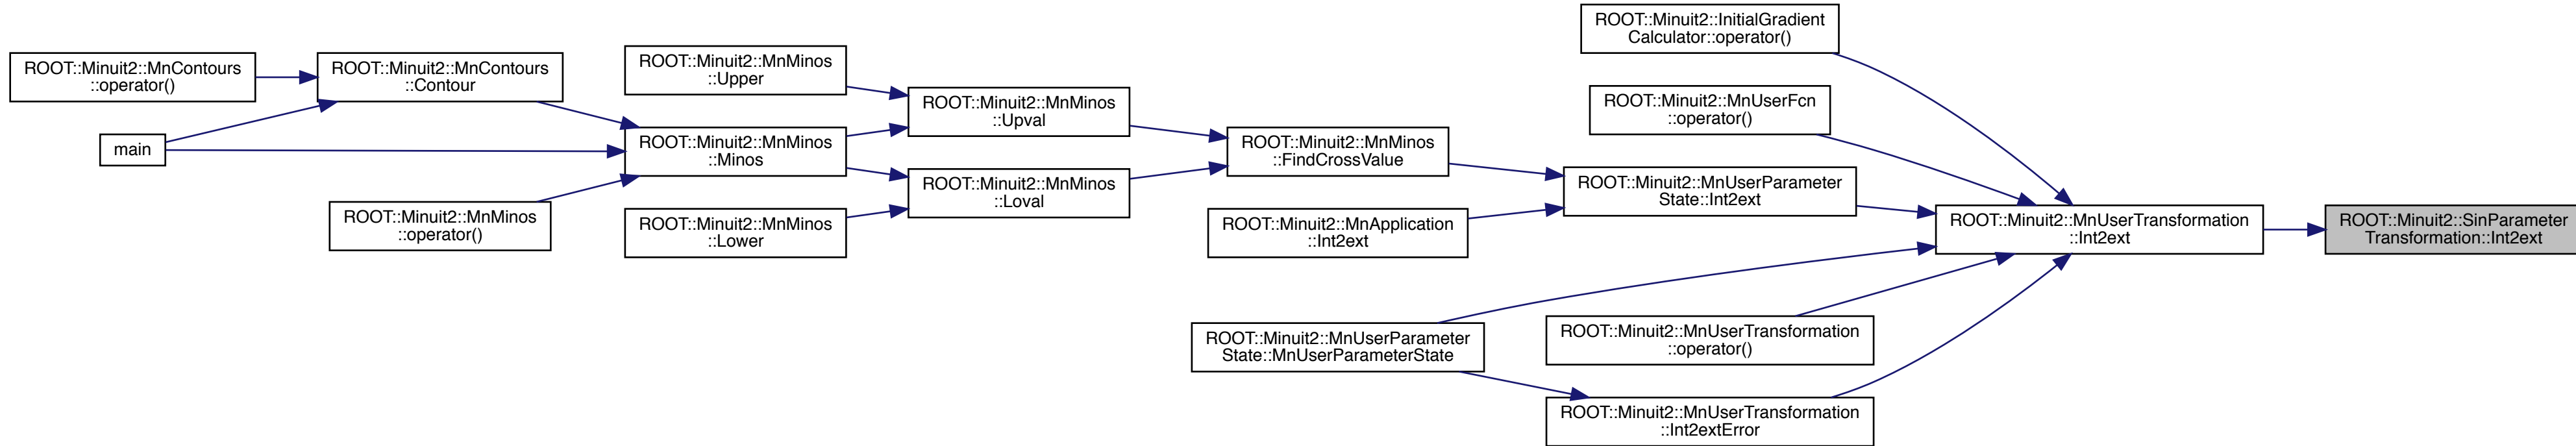 ROOT::Minuit2::MnContours
::operator()
main
ROOT::Minuit2::MnContours
::Contour
ROOT::Minuit2::MnMinos
::operator()
ROOT::Minuit2::MnMinos
::Upper
ROOT::Minuit2::MnMinos
::Minos
ROOT::Minuit2::MnMinos
::Lower
ROOT::Minuit2::MnMinos
::Upval
ROOT::Minuit2::MnMinos
::Loval
ROOT::Minuit2::MnMinos
::FindCrossValue
ROOT::Minuit2::MnApplication
::Int2ext
ROOT::Minuit2::MnUserParameter
State::MnUserParameterState
ROOT::Minuit2::InitialGradient
Calculator::operator()
ROOT::Minuit2::MnUserFcn
::operator()
ROOT::Minuit2::MnUserParameter
State::Int2ext
ROOT::Minuit2::MnUserTransformation
::operator()
ROOT::Minuit2::MnUserTransformation
::Int2extError
ROOT::Minuit2::MnUserTransformation
::Int2ext
ROOT::Minuit2::SinParameter
Transformation::Int2ext